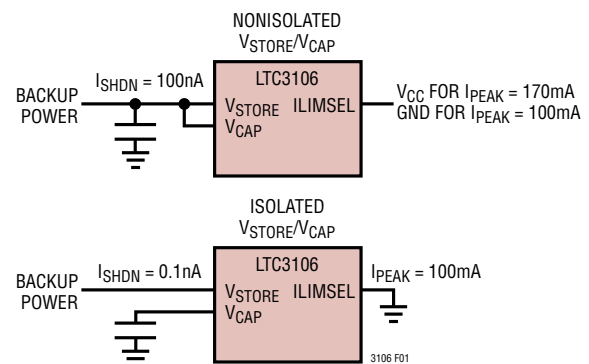 NONISOLATED
VSTORE/VCAP
ISHDN = 100nA
LTC3106
BACKUP
POWER
VSTORE ILIMSEL
VCAP
VCC FOR IPEAK = 170mA
GND FOR IPEAK = 100mA
ISOLATED
VSTORE/VCAP
ISHDN = 0.1nA
LTC3106
IPEAK = 100mA
BACKUP
POWER
VSTORE ILIMSEL
VCAP
3106 F01